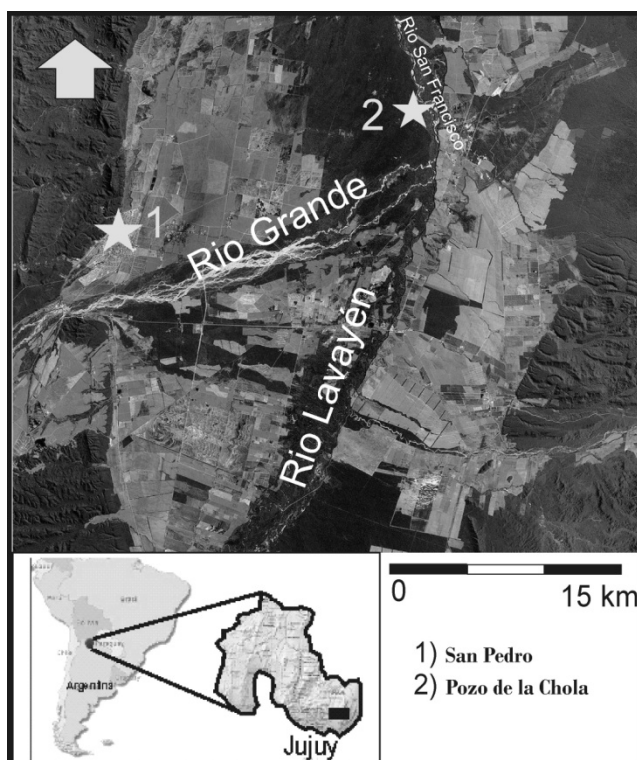 Rio San Francisco
2
1
Rio Grande
Rio Lavayén
0 15 km
1) San Pedro
2) Pozo de la Chola
Argentina
Jujuy